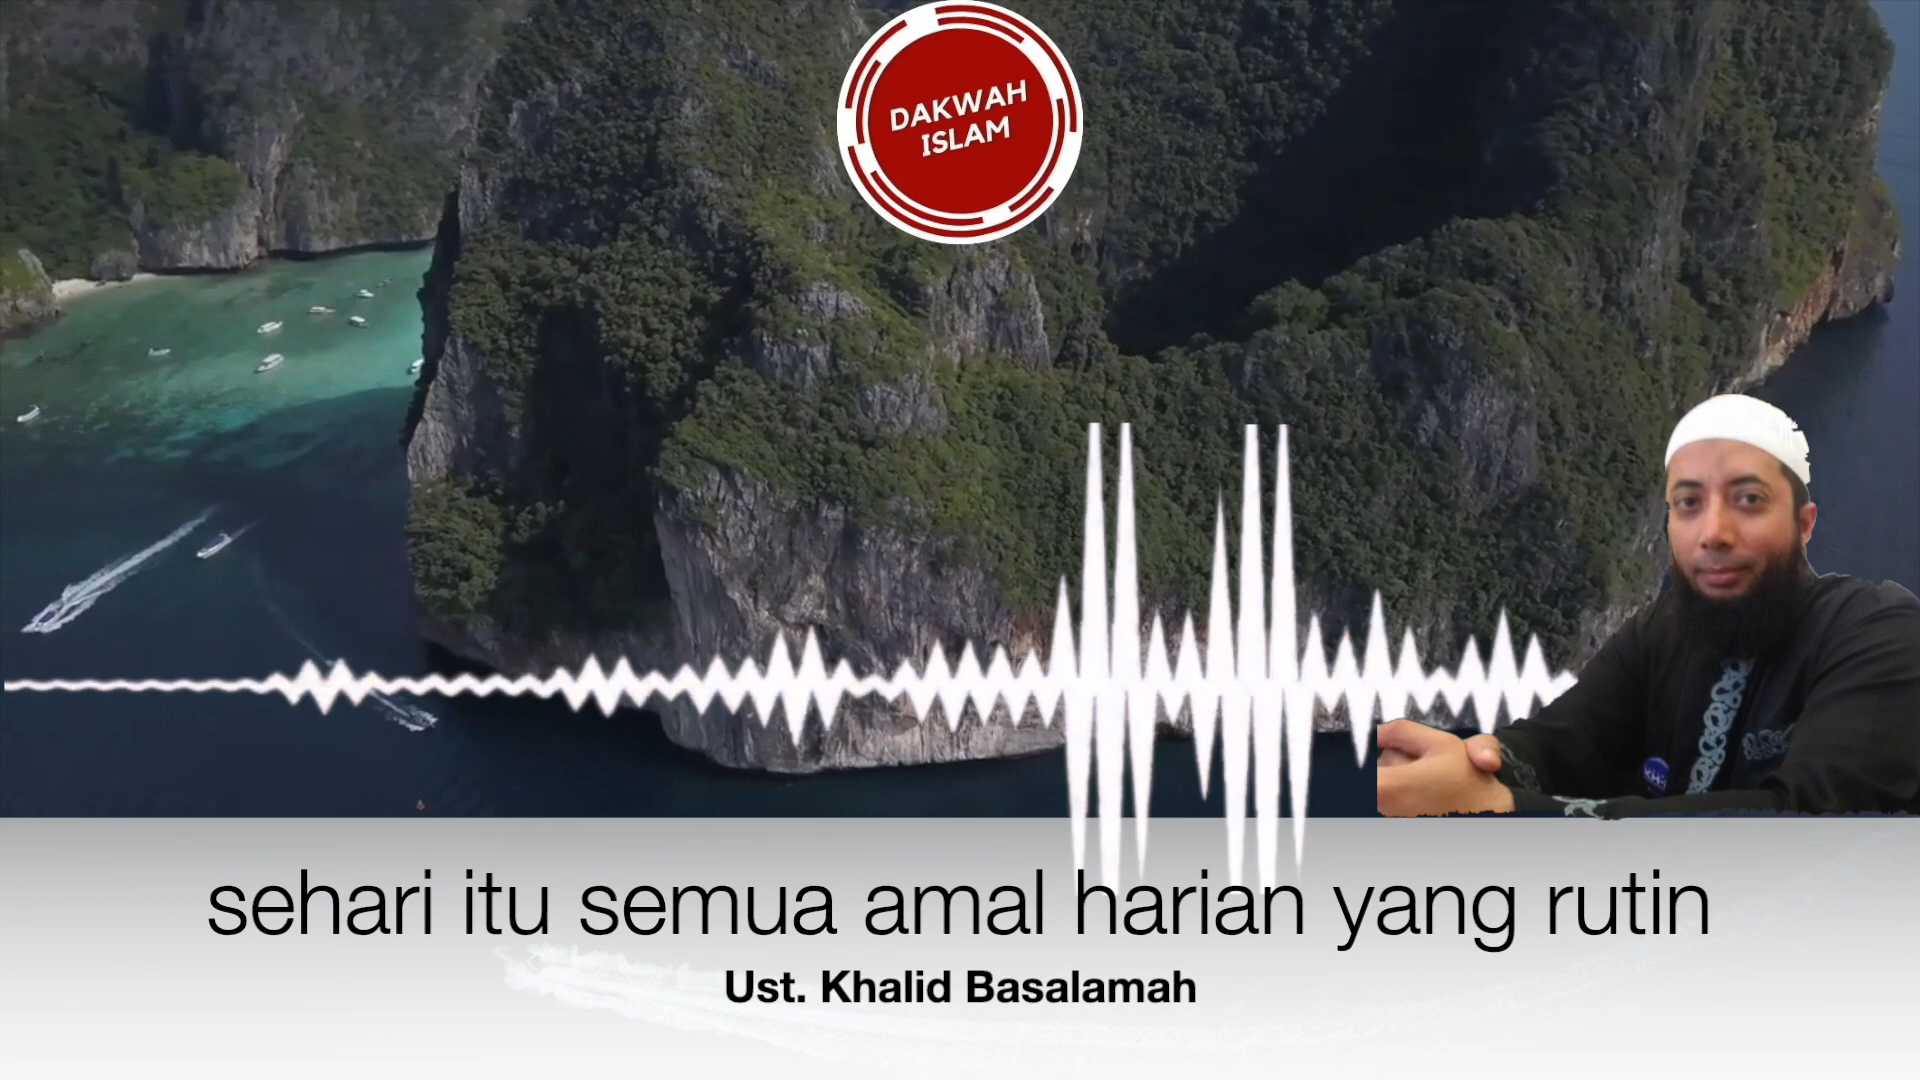 DAKWAH
ISLAM
sehari itu semua amal harian yang rutin
Ust. Khalid Basalamah